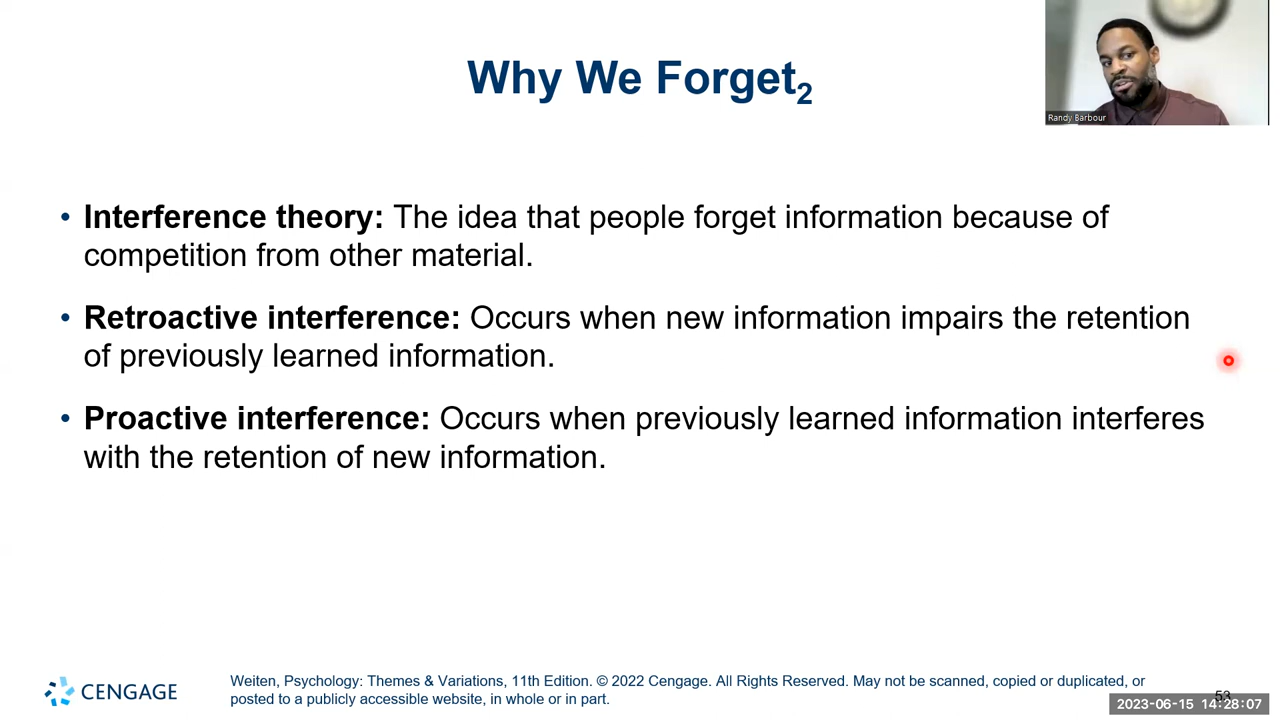 Why We Forget2
Randy Barbour
• Interference theory: The idea that people forget information because of
competition from other material.
• Retroactive interference: Occurs when new information impairs the retention
of previously learned information.
• Proactive interference: Occurs when previously learned information interferes
with the retention of new information.
CENGAGE
Weiten, Psychology: Themes & Variations, 11th Edition. © 2022 Cengage. All Rights Reserved. May not be scanned, copied or duplicated, or
posted to a publicly accessible website, in whole or in part.
53
2023-06-15 14:28:07